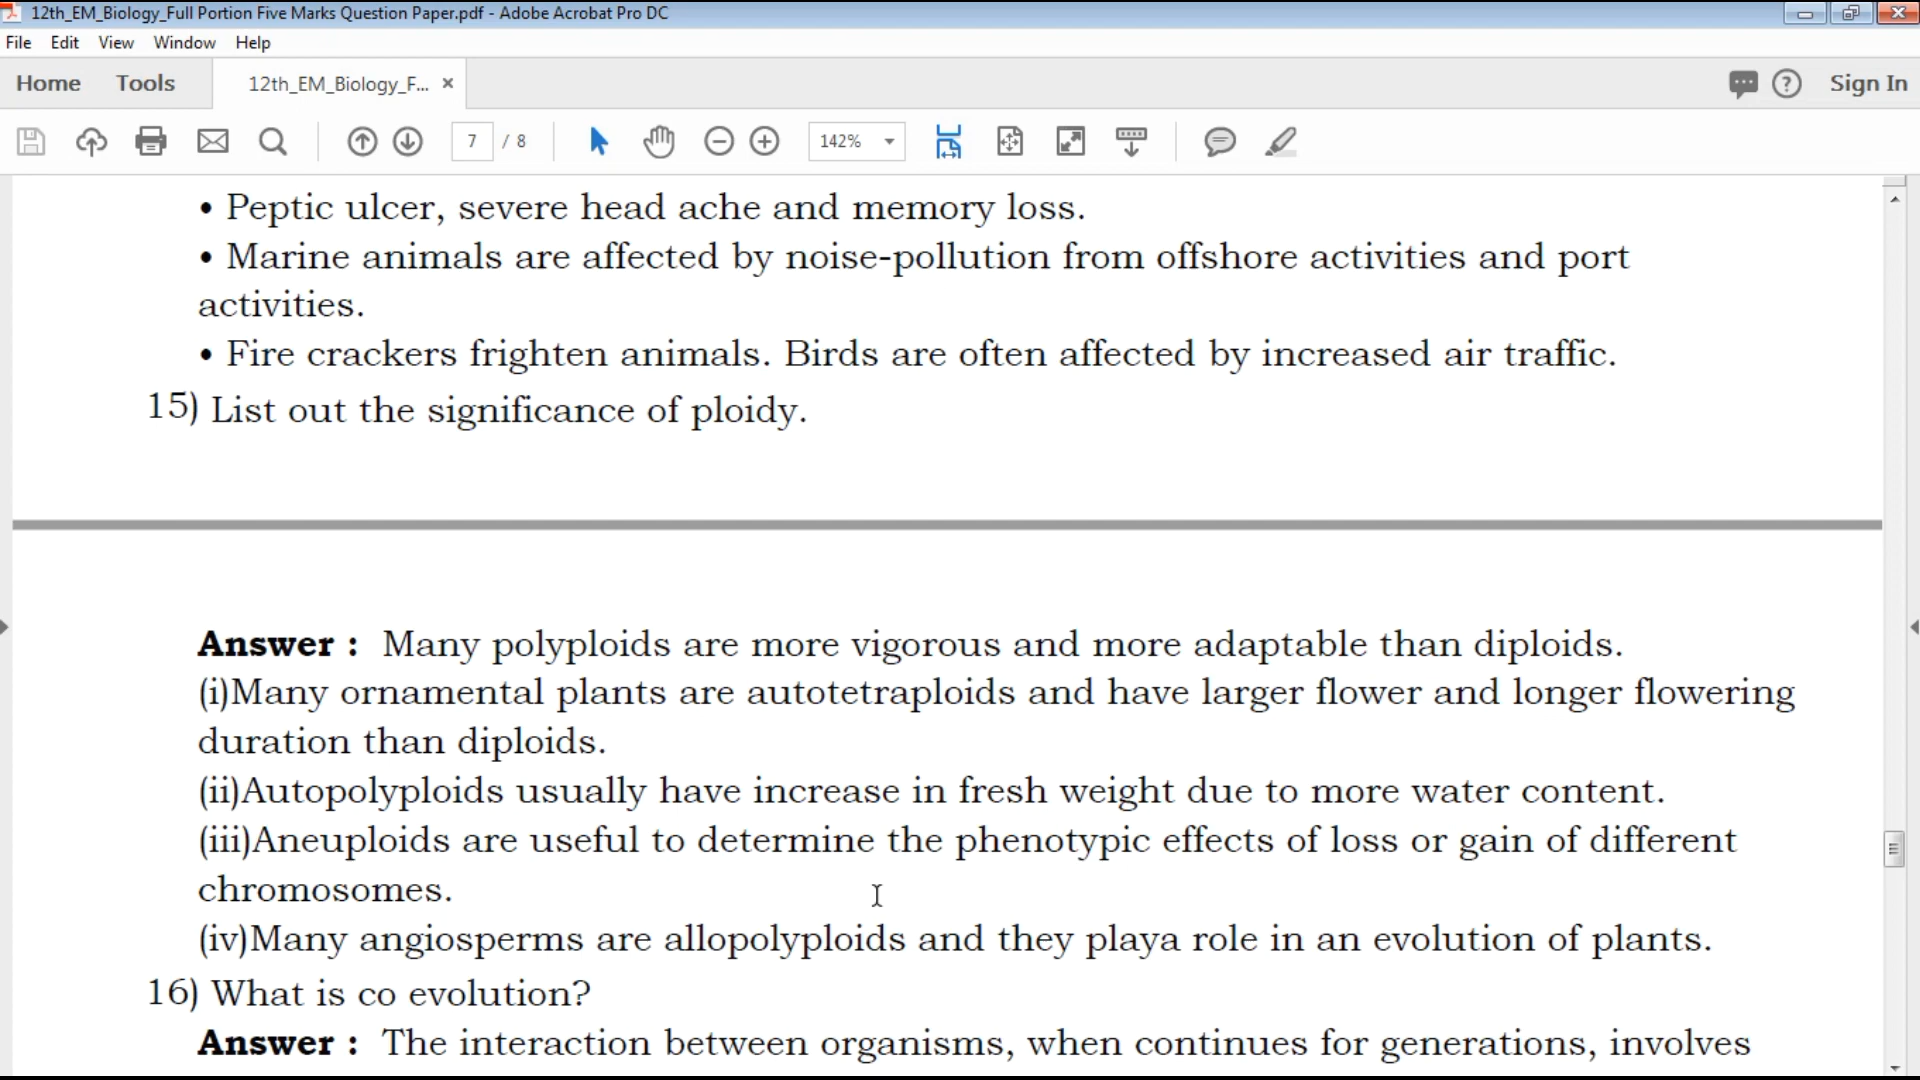 12th_EM_Biology_Full Portion Five Marks Question Paper.pdf - Adobe Acrobat Pro DC
File Edit View Window Help
Home Tools 12th_EM_Biology_F... × Sign In
7 / 8 142%
• Peptic ulcer, severe head ache and memory loss.
• Marine animals are affected by noise-pollution from offshore activities and port
activities.
• Fire crackers frighten animals. Birds are often affected by increased air traffic.
15) List out the significance of ploidy.
Answer : Many polyploids are more vigorous and more adaptable than diploids.
(i)Many ornamental plants are autotetraploids and have larger flower and longer flowering
duration than diploids.
(ii)Autopolyploids usually have increase in fresh weight due to more water content.
(iii)Aneuploids are useful to determine the phenotypic effects of loss or gain of different
chromosomes.
(iv)Many angiosperms are allopolyploids and they playa role in an evolution of plants.
16) What is co evolution?
Answer : The interaction between organisms, when continues for generations, involves